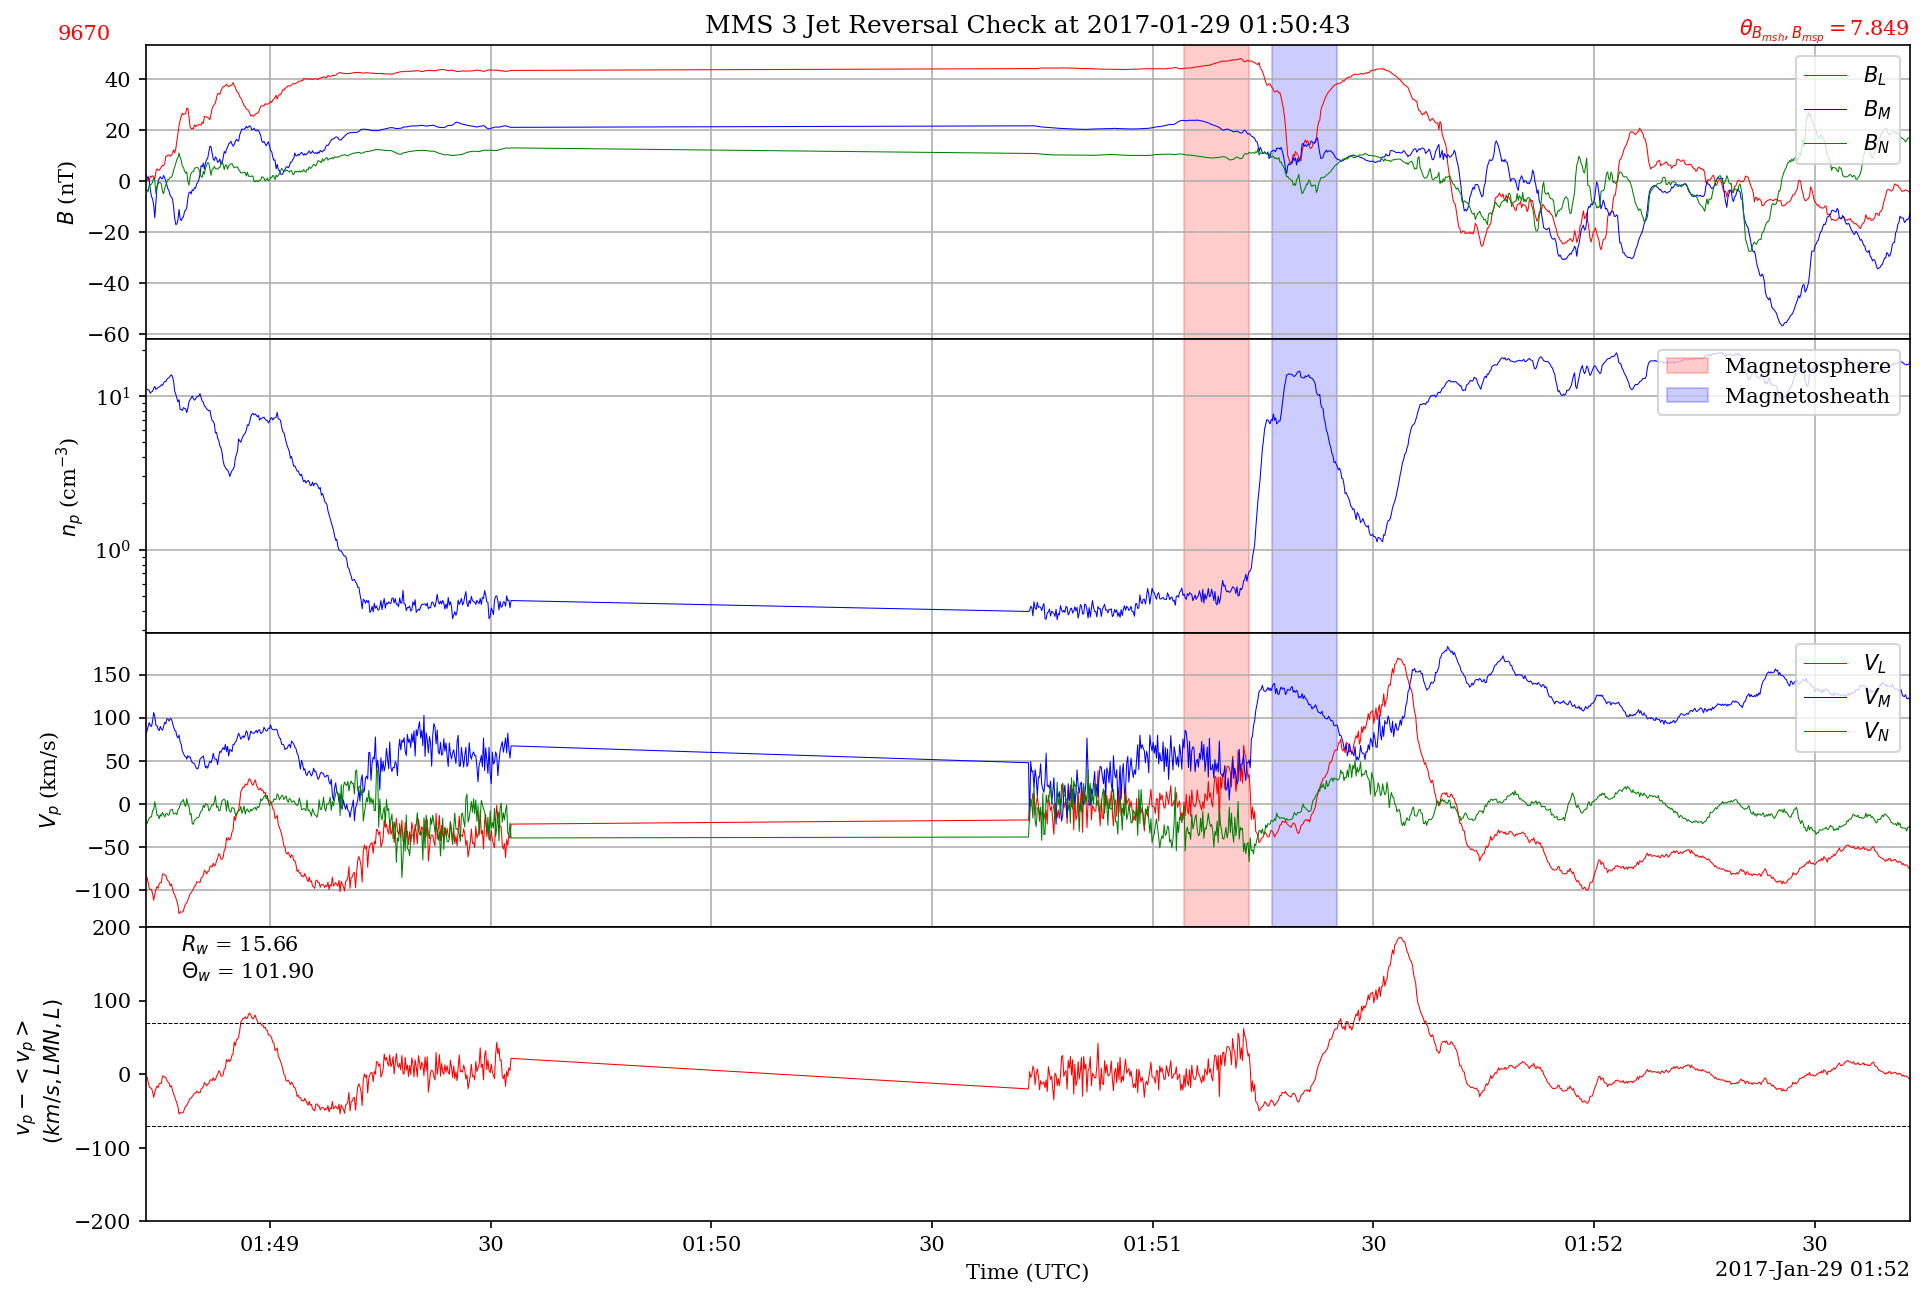 9670
MMS 3 Jet Reversal Check at 2017-01-29 01:50:43
θ_{B_{msh}, B_{msp}} = 7.849
B (nT)
40
20
0
−20
−40
−60
B_L
B_M
B_N
n_p (cm⁻³)
10¹
10⁰
Magnetosphere
Magnetosheath
V_p (km/s)
150
100
50
0
−50
−100
V_L
V_M
V_N
v_p − < v_p >
(km/s, LMN, L)
200
100
0
−100
−200
R_w = 15.66
Θ_w = 101.90
01:49
30
01:50
30
01:51
30
01:52
30
Time (UTC)
2017-Jan-29 01:52